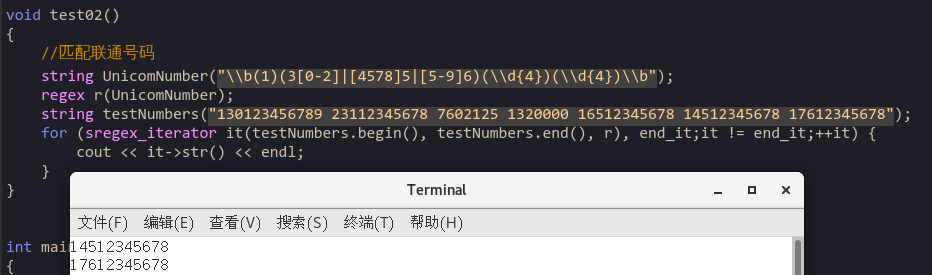 void test02()
{
//匹配联通号码
string UnicomNumber("\\b(1)(3[0-2]|[4578]5|[5-9]6)(\\d{4})(\\d{4})\\b");
regex r(UnicomNumber);
string testNumbers("130123456789 23112345678 7602125 1320000 16512345678 14512345678 17612345678");
for (sregex_iterator it(testNumbers.begin(), testNumbers.end(), r), end_it;it != end_it;++it) {
cout << it->str() << endl;
}
}
Terminal
文件(F) 编辑(E) 查看(V) 搜索(S) 终端(T) 帮助(H)
int mai
14512345678
17612345678
{